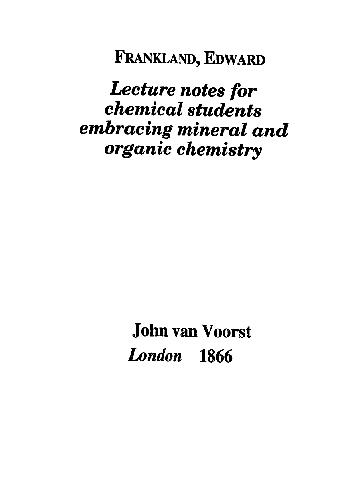 FRANKLAND, EDWARD
Lecture notes for
chemical students
embracing mineral and
organic chemistry
John van Voorst
London 1866